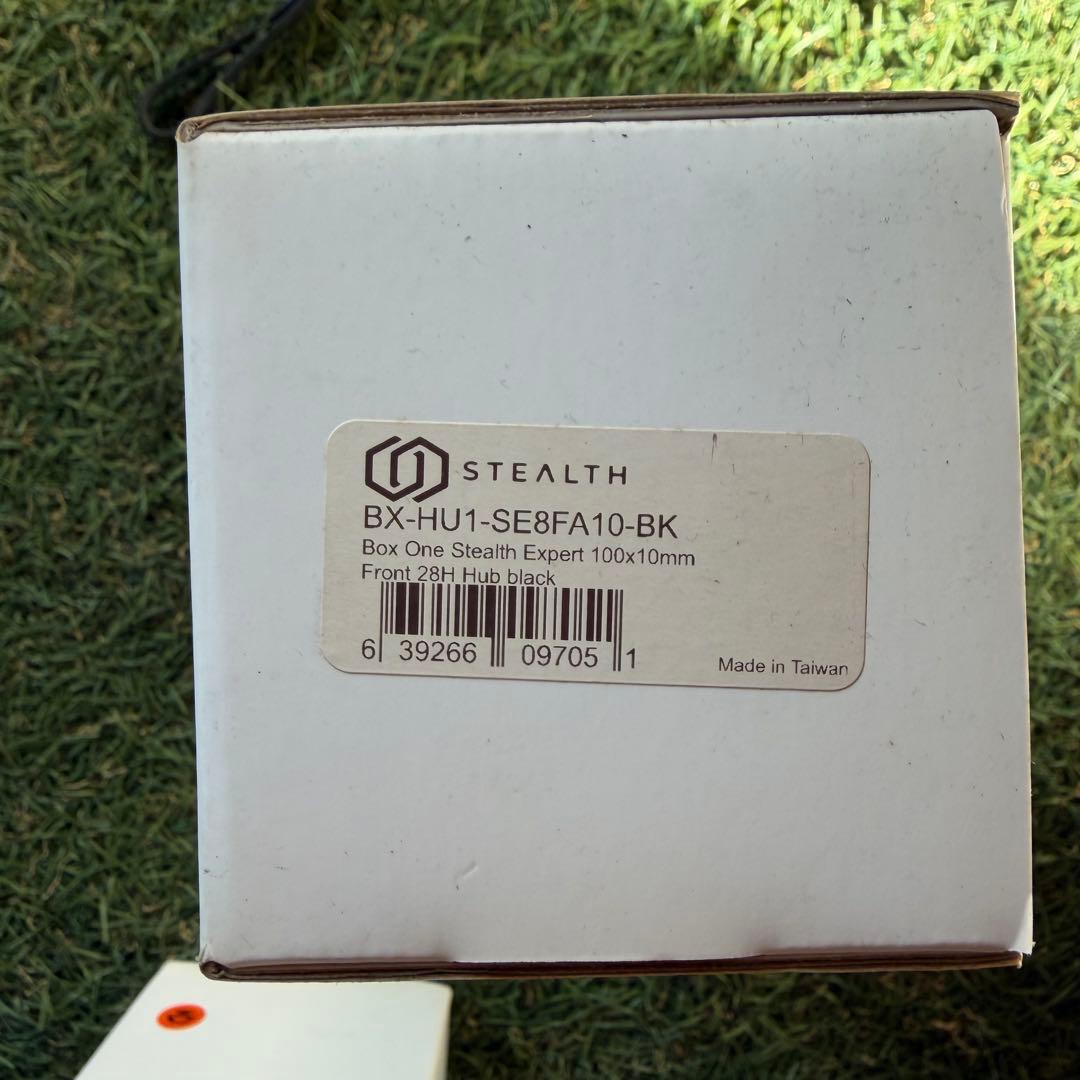 STEALTH
BX-HU1-SE8FA10-BK
Box One Stealth Expert 100x10mm
Front 28H Hub black
6 39266 09705 1
Made in Taiwan